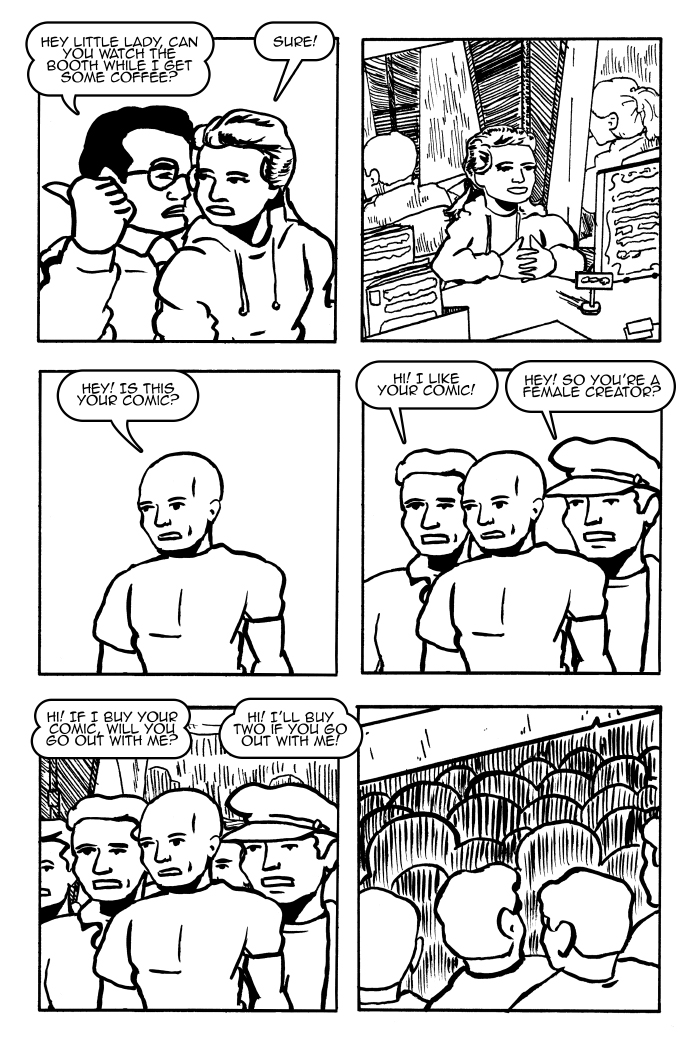 HEY LITTLE LADY, CAN
YOU WATCH THE
BOOTH WHILE I GET
SOME COFFEE?
SURE!
HEY! IS THIS
YOUR COMIC?
HI! I LIKE
YOUR COMIC!
HEY! SO YOU'RE A
FEMALE CREATOR?
HI! IF I BUY YOUR
COMIC, WILL YOU
GO OUT WITH ME?
HI! I'LL BUY
TWO IF YOU GO
OUT WITH ME!